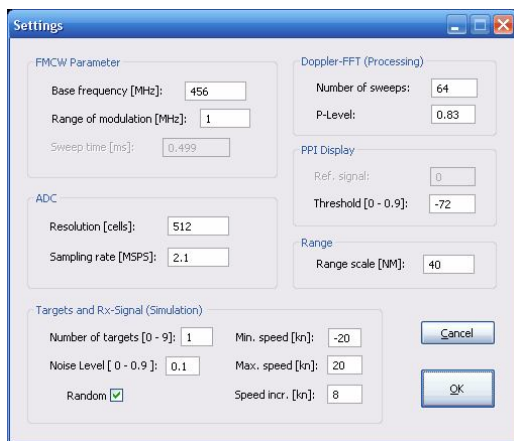 Settings
FMCW Parameter
Base frequency [MHz]: 456
Range of modulation [MHz]: 1
Sweep time [ms]: 0.499
ADC
Resolution [cells]: 512
Sampling rate [MSPS]: 2.1
Doppler-FFT (Processing)
Number of sweeps: 64
P-Level: 0.83
PPI Display
Ref. signal: 0
Threshold [0 - 0.9]: -72
Range
Range scale [NM]: 40
Targets and Rx-Signal (Simulation)
Number of targets [0 - 9]: 1
Noise Level [ 0 - 0.9 ]: 0.1
Random
Min. speed [kn]: -20
Max. speed [kn]: 20
Speed incr. [kn]: 8
Cancel
OK